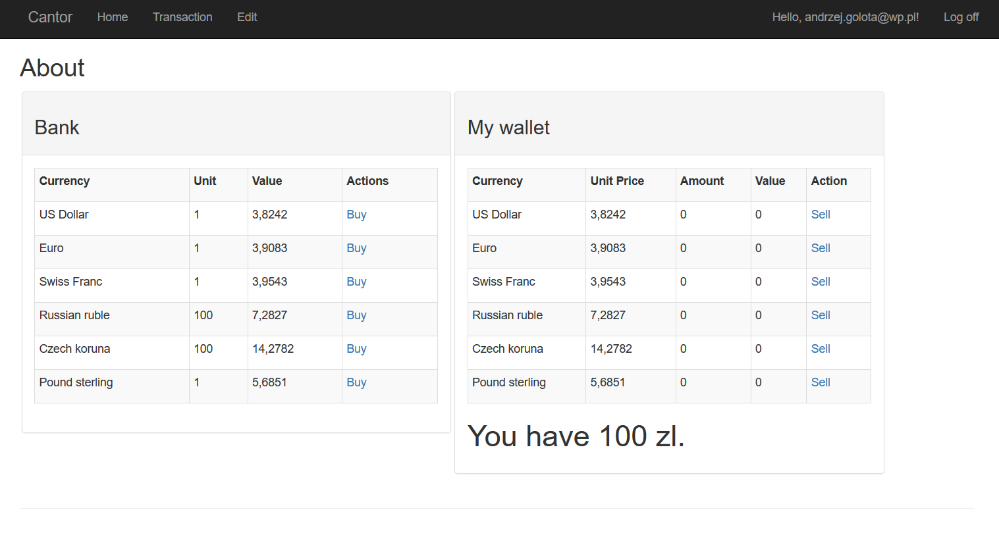 Cantor Home Transaction Edit Hello, andrzej.golota@wp.pl! Log off
About
Bank
Currency Unit Value Actions
US Dollar 1 3,8242 Buy
Euro 1 3,9083 Buy
Swiss Franc 1 3,9543 Buy
Russian ruble 100 7,2827 Buy
Czech koruna 100 14,2782 Buy
Pound sterling 1 5,6851 Buy
My wallet
Currency Unit Price Amount Value Action
US Dollar 3,8242 0 0 Sell
Euro 3,9083 0 0 Sell
Swiss Franc 3,9543 0 0 Sell
Russian ruble 7,2827 0 0 Sell
Czech koruna 14,2782 0 0 Sell
Pound sterling 5,6851 0 0 Sell
You have 100 zl.